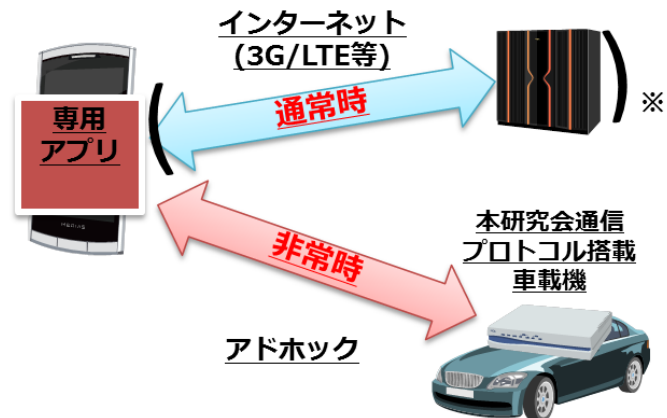 インターネット
(3G/LTE等)
通常時
※
専用
アプリ
非常時
本研究会通信
プロトコル搭載
車載機
アドホック